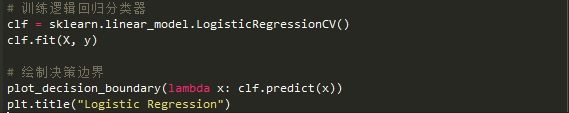 # 训练逻辑回归分类器
clf = sklearn.linear_model.LogisticRegressionCV()
clf.fit(X, y)
# 绘制决策边界
plot_decision_boundary(lambda x: clf.predict(x))
plt.title("Logistic Regression")